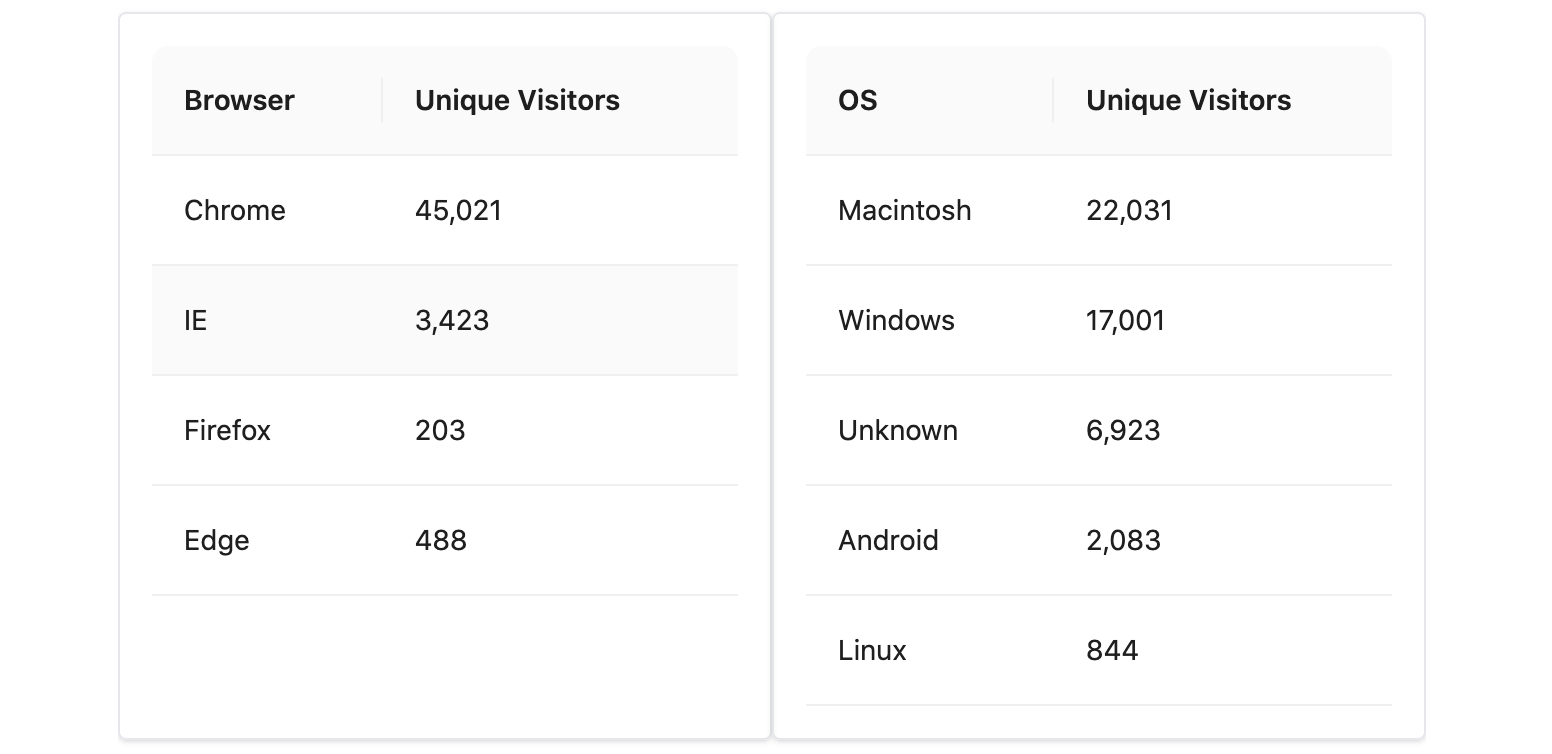 Browser Unique Visitors
Chrome 45,021
IE 3,423
Firefox 203
Edge 488
OS Unique Visitors
Macintosh 22,031
Windows 17,001
Unknown 6,923
Android 2,083
Linux 844